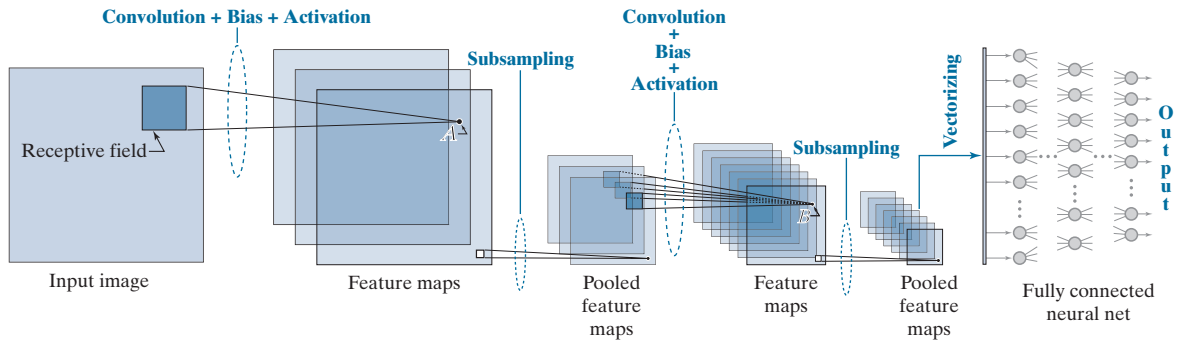 Convolution + Bias + Activation
Subsampling
Convolution
+
Bias
+
Activation
Subsampling
Vectorizing
Output
Receptive field
A
B
Input image
Feature maps
Pooled
feature
maps
Feature
maps
Pooled
feature
maps
Fully connected
neural net